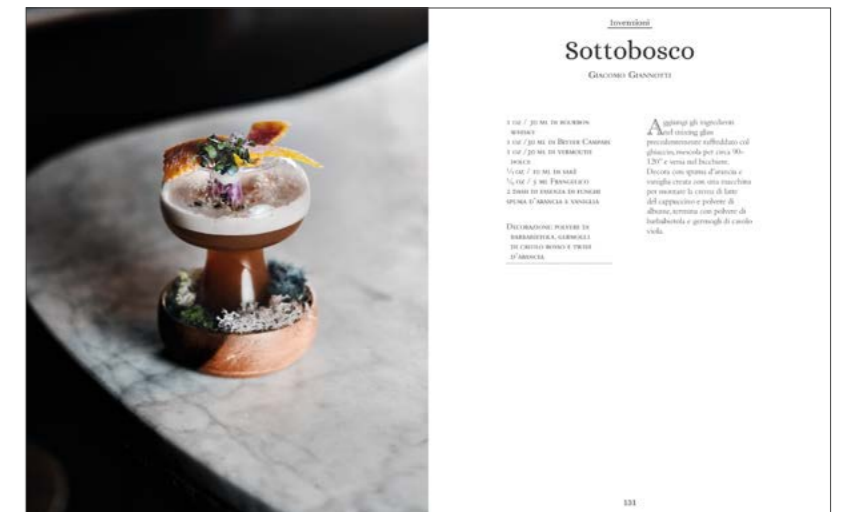 Invenzioni
Sottobosco
Giacomo Giannotti
1 oz / 30 ml di bourbon
whisky
1 oz /30 ml di Bitter Campari
1 oz /30 ml di vermouth
dolce
⅓ oz / 10 ml di sakè
⅙ oz / 5 ml Frangelico
2 dash di essenza di funghi
spuma d'arancia e vaniglia
Decorazione: polvere di
barbabietola, germogli
di cavolo rosso e twist
d'arancia
Aggiungi gli ingredienti
nel mixing glass
precedentemente raffreddato col
ghiaccio, mescola per circa 90-
120" e versa nel bicchiere.
Decora con spuma d'arancia e
vaniglia creata con una macchina
per montare la crema di latte
del cappuccino e polvere di
albume, termina con polvere di
barbabietola e germogli di cavolo
viola.
131